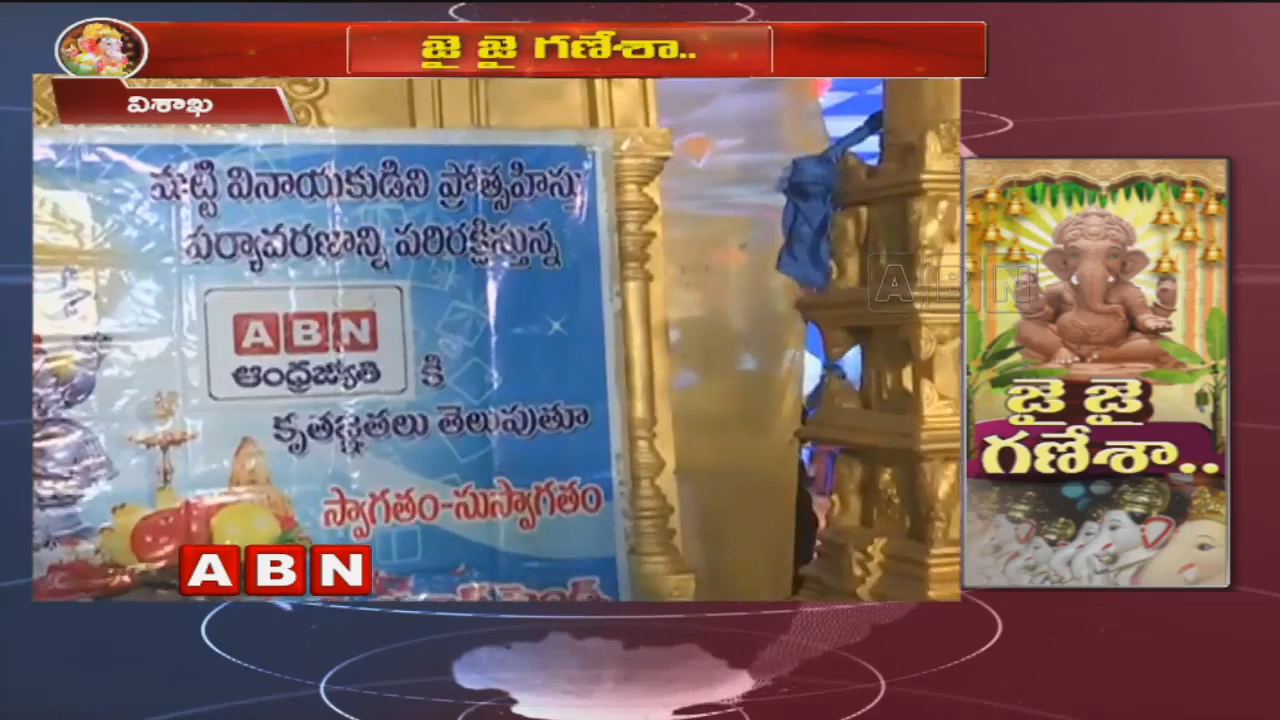 జై జై గణేశా..
విశాఖ
మట్టి వినాయకుడిని ప్రోత్సహిస్తు
పర్యావరణాన్ని పరిరక్షిస్తున్న
ABN
ఆంధ్రజ్యోతి కి
కృతజ్ఞతలు తెలుపుతూ
స్వాగతం-సుస్వాగతం
ABN
ABN
జై జై
గణేశా..